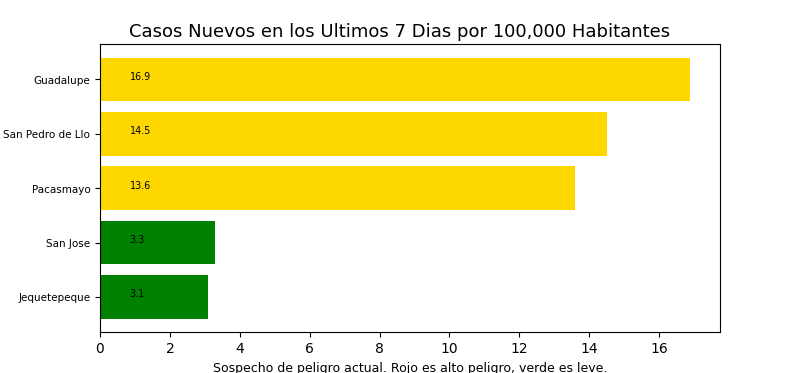 Casos Nuevos en los Ultimos 7 Dias por 100,000 Habitantes
Guadalupe 16.9
San Pedro de Llo 14.5
Pacasmayo 13.6
San Jose 3.3
Jequetepeque 3.1
0 2 4 6 8 10 12 14 16
Sospecho de peligro actual. Rojo es alto peligro, verde es leve.